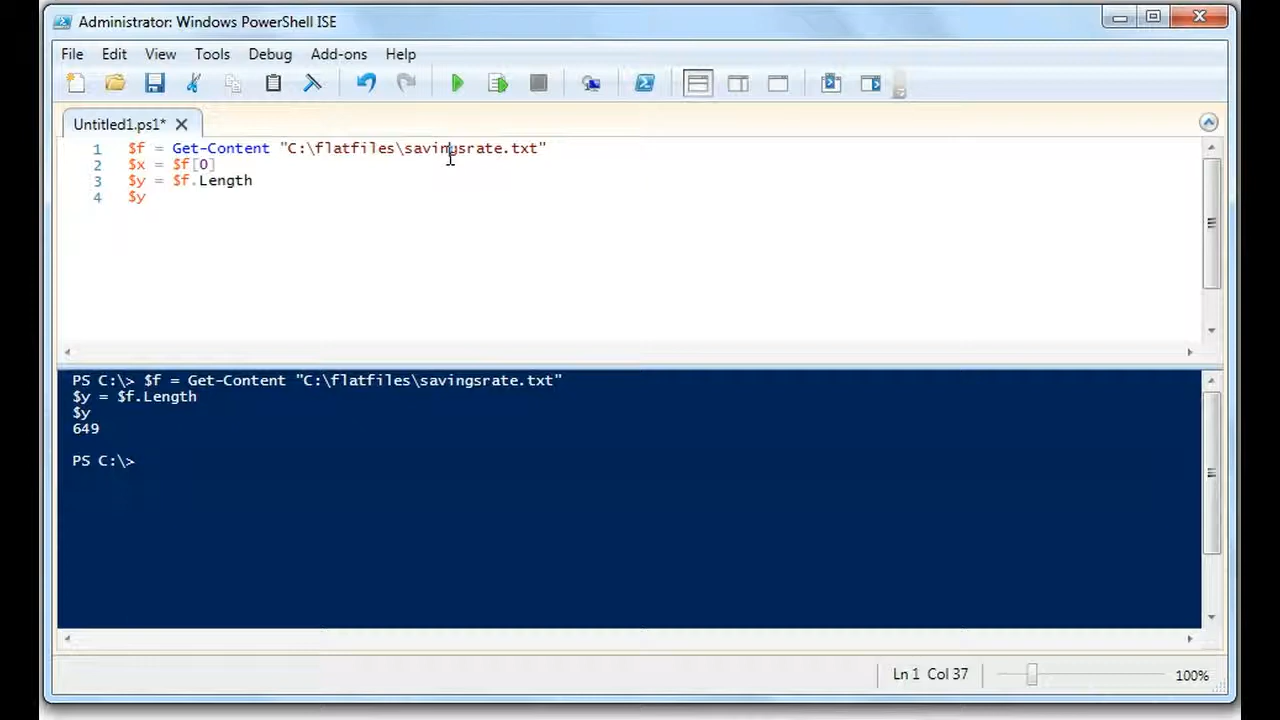 Administrator: Windows PowerShell ISE
File Edit View Tools Debug Add-ons Help
Untitled1.ps1*
1 $f = Get-Content "C:\flatfiles\savingsrate.txt"
2 $x = $f[0]
3 $y = $f.Length
4 $y
PS C:\> $f = Get-Content "C:\flatfiles\savingsrate.txt"
$y = $f.Length
$y
649
PS C:\>
Ln 1 Col 37
100%